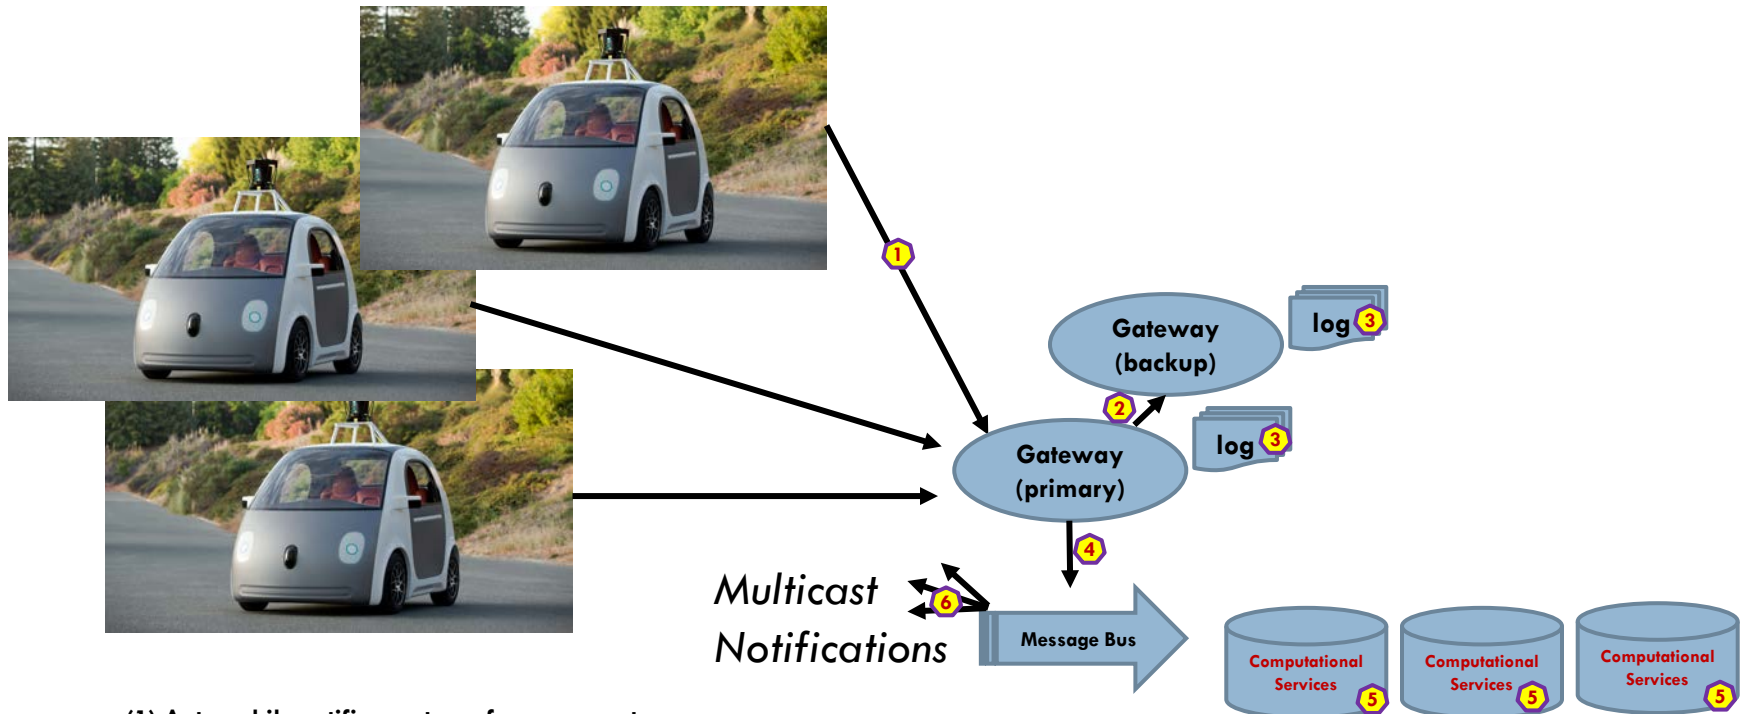 1
Gateway
(backup)
log 3
2
Gateway
(primary)
log 3
4
Multicast
Notifications
6
Message Bus
Computational
Services
5
Computational
Services
5
Computational
Services
5